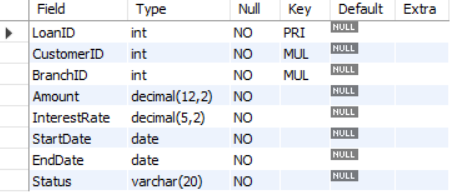 Field Type Null Key Default Extra
LoanID int NO PRI NULL
CustomerID int NO MUL NULL
BranchID int NO MUL NULL
Amount decimal(12,2) NO NULL
InterestRate decimal(5,2) NO NULL
StartDate date NO NULL
EndDate date NO NULL
Status varchar(20) NO NULL